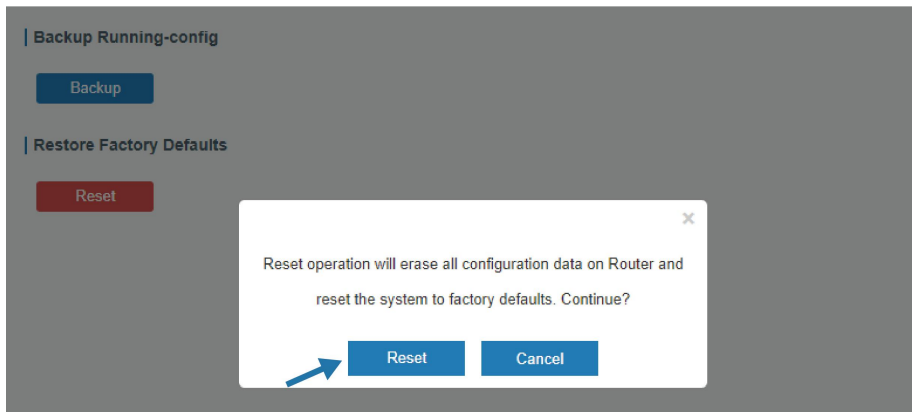 Backup Running-config
Backup
Restore Factory Defaults
Reset
×
Reset operation will erase all configuration data on Router and
reset the system to factory defaults. Continue?
Reset Cancel